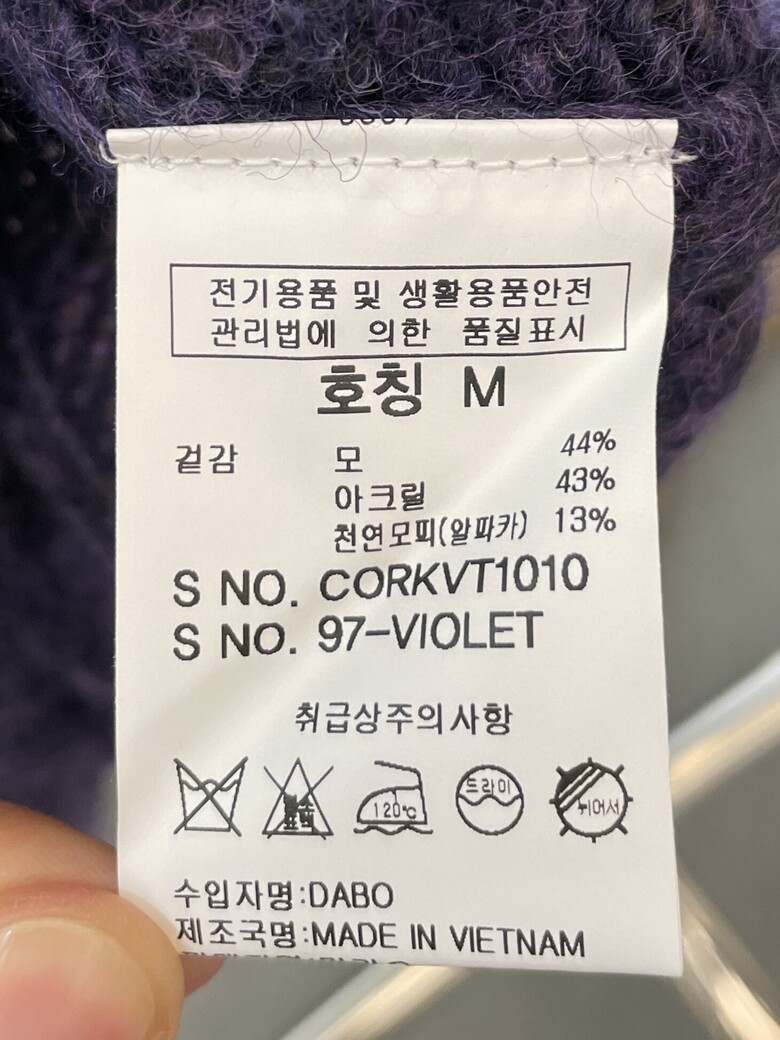 전기용품 및 생활용품안전
관리법에 의한 품질표시
호칭 M
겉감 모 44%
아크릴 43%
천연모피(알파카) 13%
S NO. CORKVT1010
S NO. 97-VIOLET
취급상주의사항
120℃ 드라이 뉘어서
수입자명:DABO
제조국명:MADE IN VIETNAM